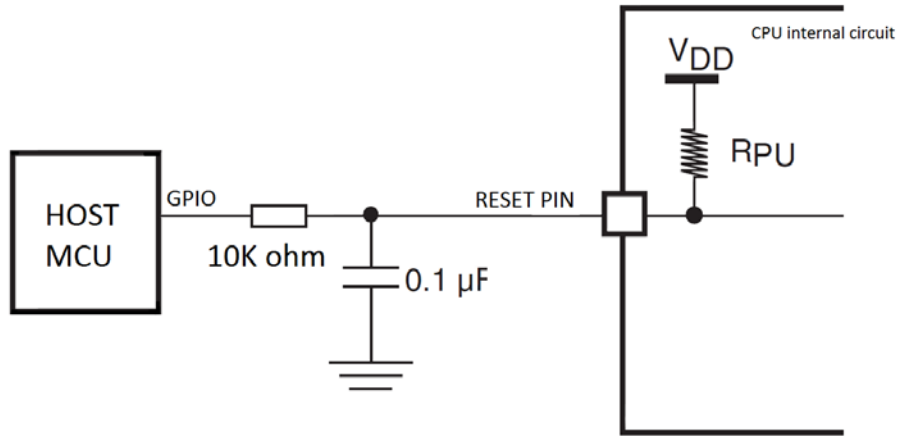 CPU internal circuit
VDD
RPU
GPIO
RESET PIN
HOST
MCU
10K ohm
0.1 µF